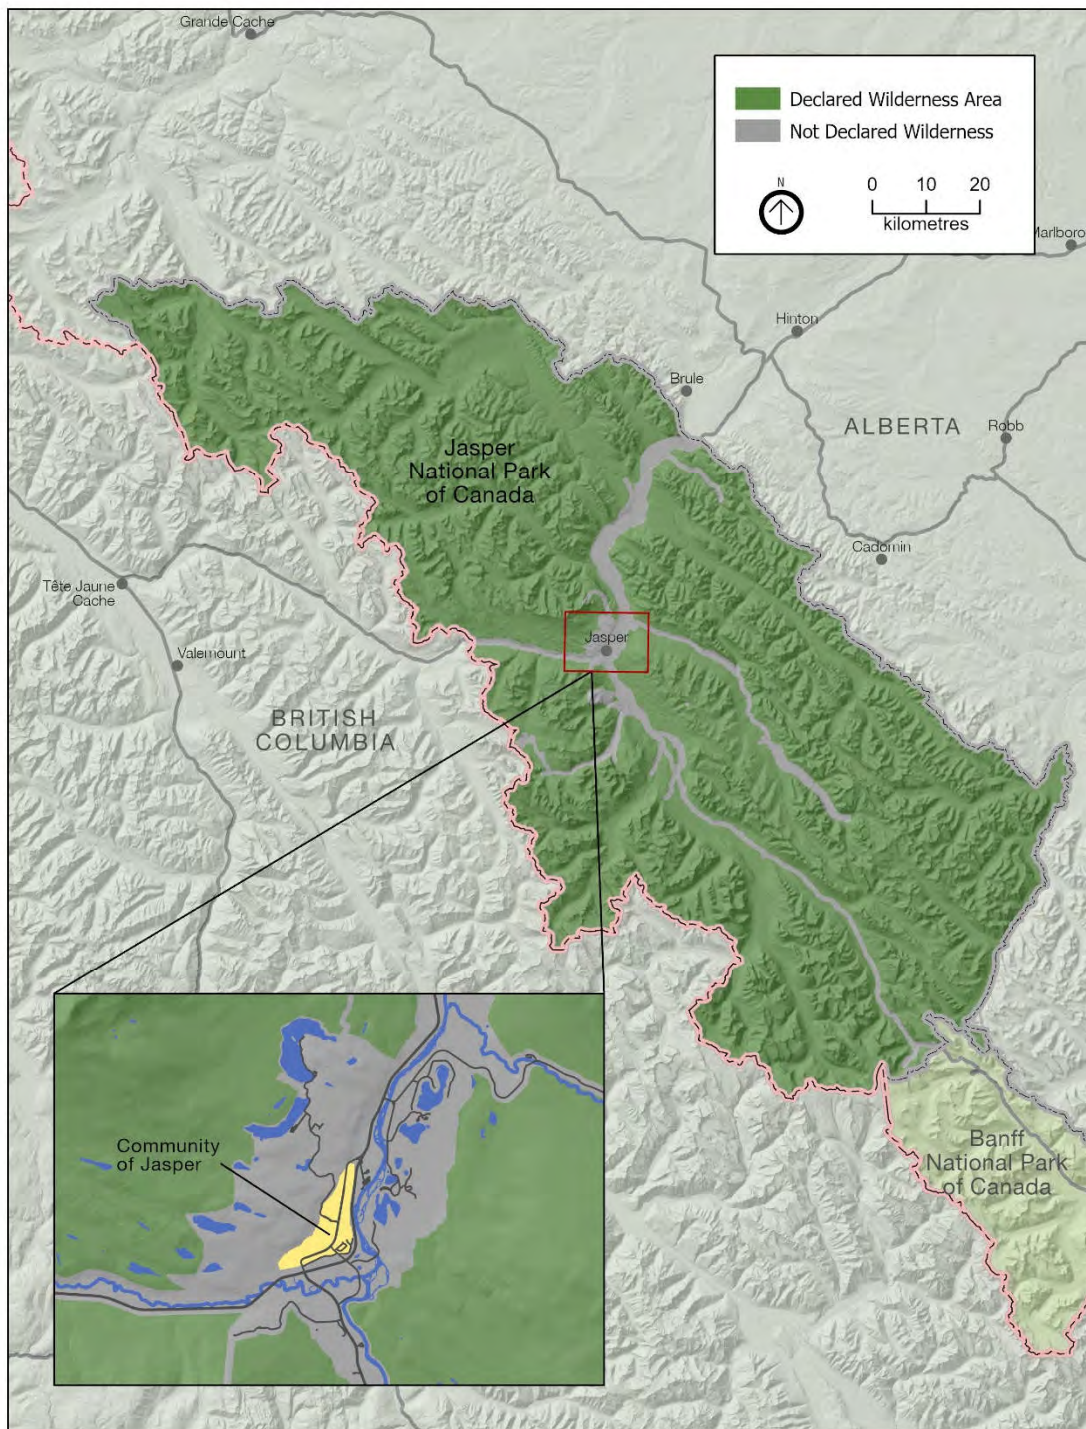 Grande Cache
Declared Wilderness Area
Not Declared Wilderness
N
0 10 20
kilometres
Marlboro
Hinton
Brule
ALBERTA
Robb
Jasper
National Park
of Canada
Cadomin
Tête Jaune
Cache
Jasper
Valemount
BRITISH
COLUMBIA
Community
of Jasper
Banff
National Park
of Canada